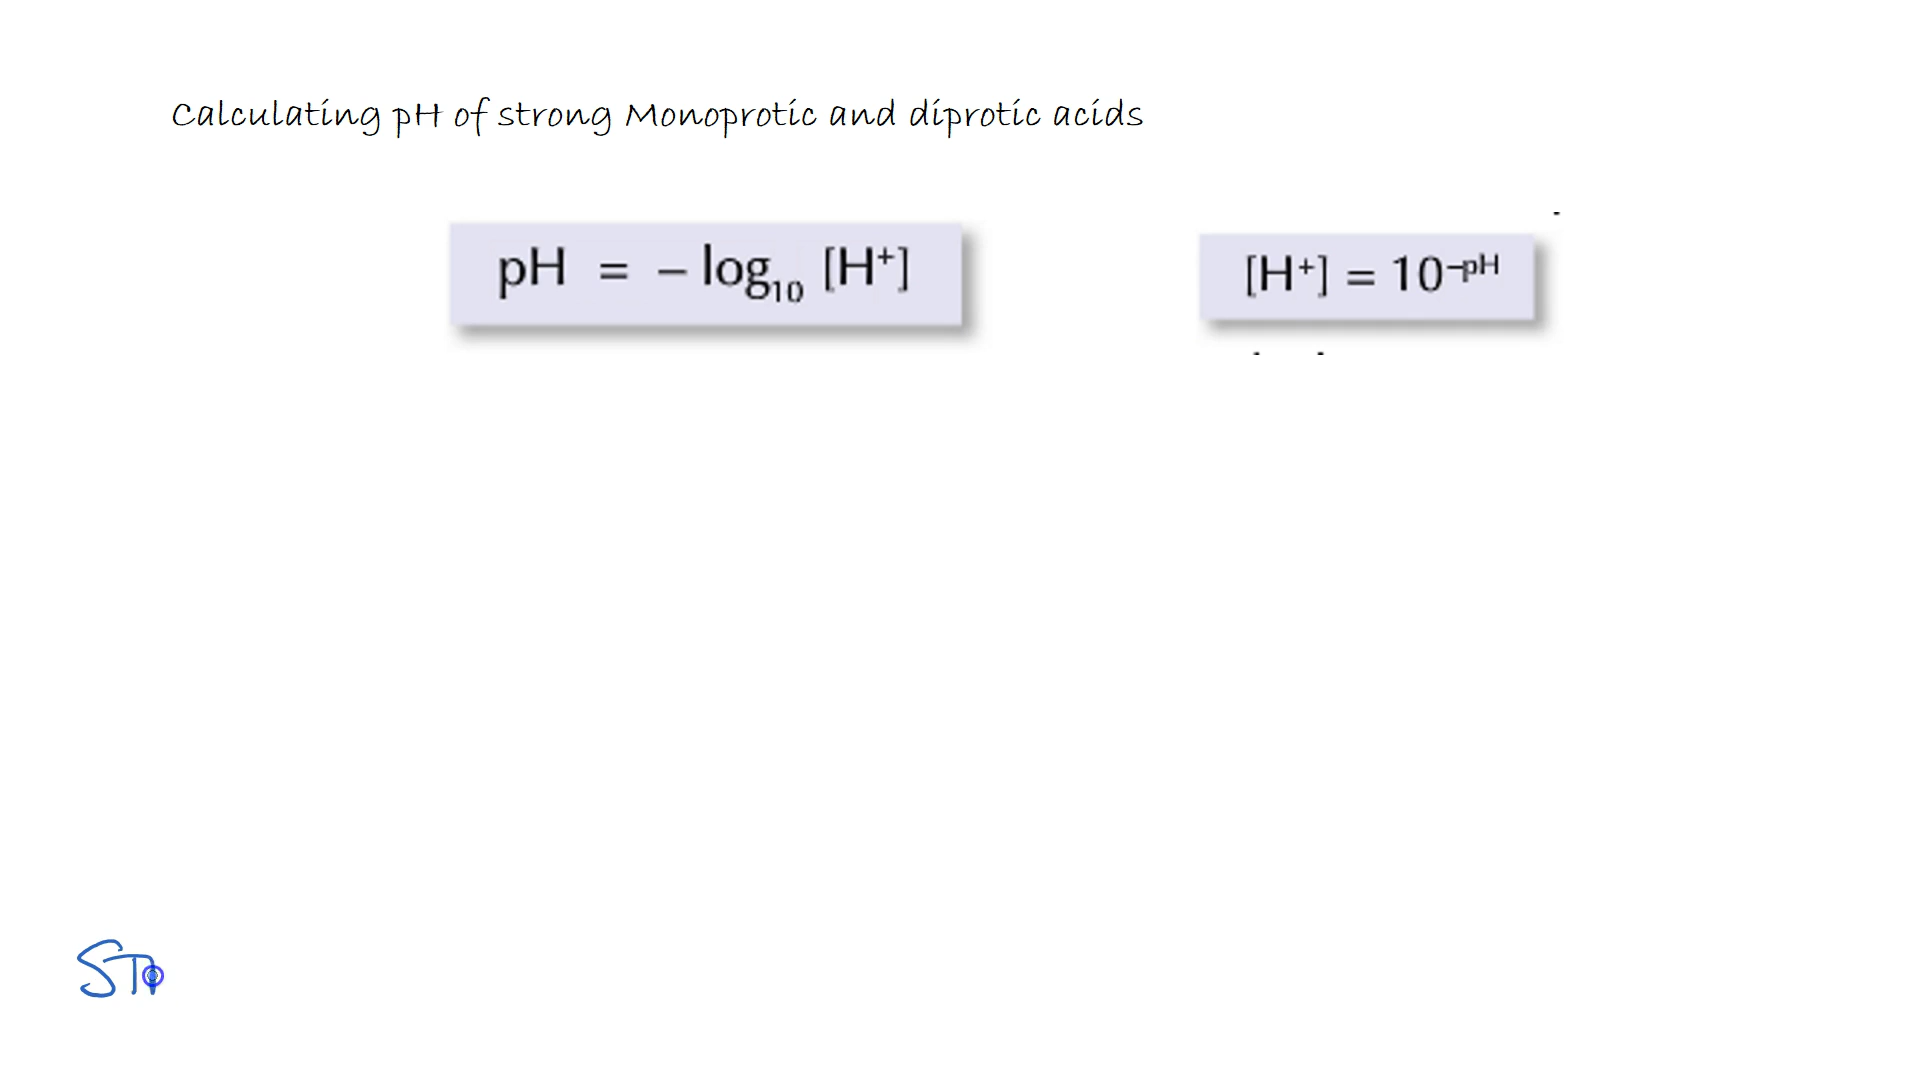 Calculating pH of strong Monoprotic and diprotic acids
pH = – log₁₀ [H⁺]
[H⁺] = 10⁻ᵖᴴ